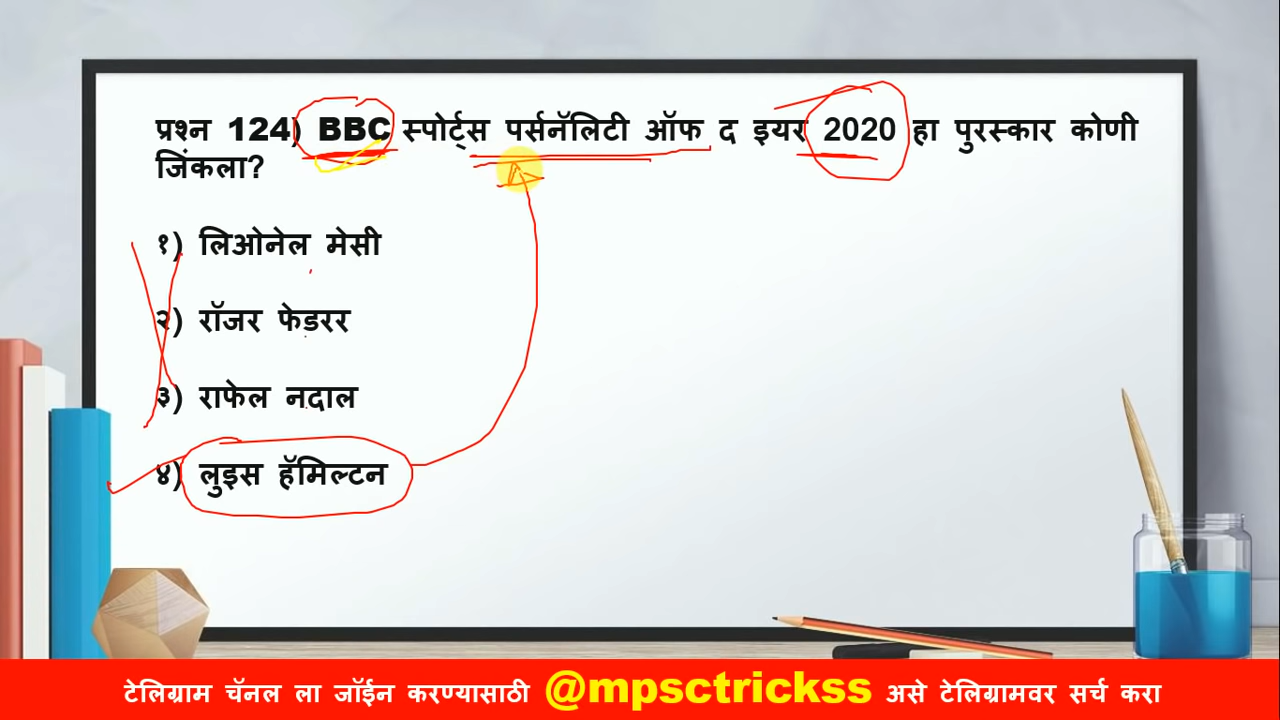 प्रश्न 124) BBC स्पोर्ट्स पर्सनॅलिटी ऑफ द इयर 2020 हा पुरस्कार कोणी
जिंकला?
१) लिओनेल मेसी
२) रॉजर फेडरर
३) राफेल नदाल
४) लुइस हॅमिल्टन
टेलिग्राम चॅनल ला जॉईन करण्यासाठी @mpsctrickss असे टेलिग्रामवर सर्च करा